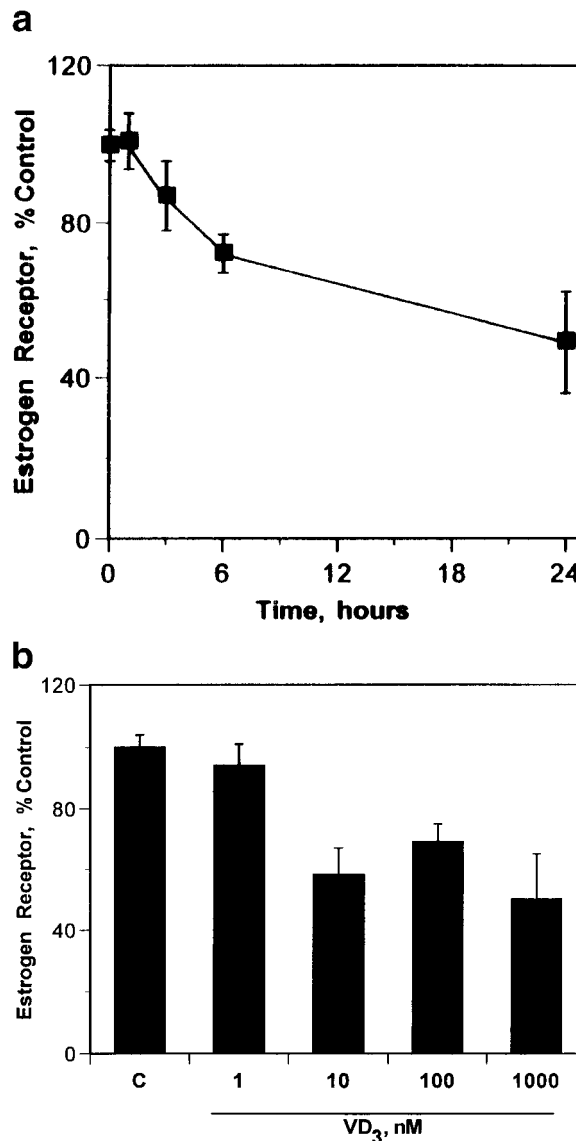 a
Estrogen Receptor, % Control
120
80
40
0
0 6 12 18 24
Time, hours
b
Estrogen Receptor, % Control
120
80
40
0
C 1 10 100 1000
VD3, nM